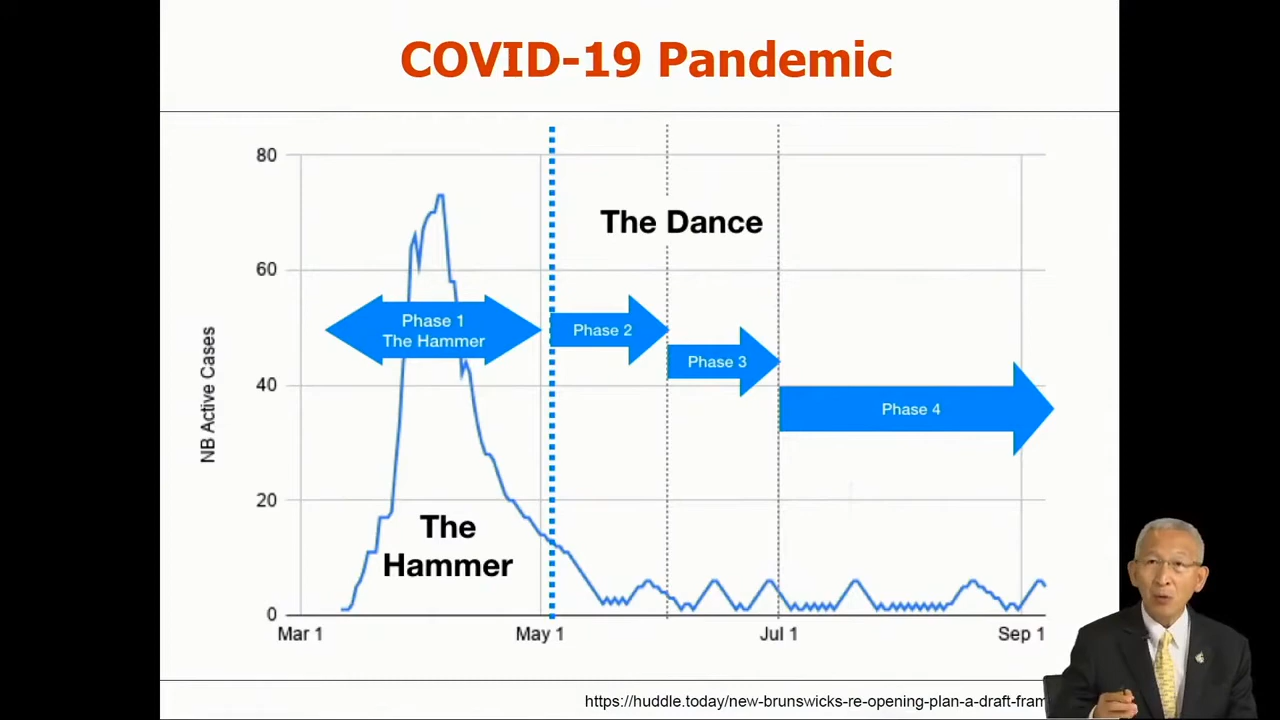 COVID-19 Pandemic
80
60
40
20
0
NB Active Cases
The Dance
Phase 1
The Hammer
Phase 2
Phase 3
Phase 4
The
Hammer
Mar 1
May 1
Jul 1
Sep 1
https://huddle.today/new-brunswicks-re-opening-plan-a-draft-fram